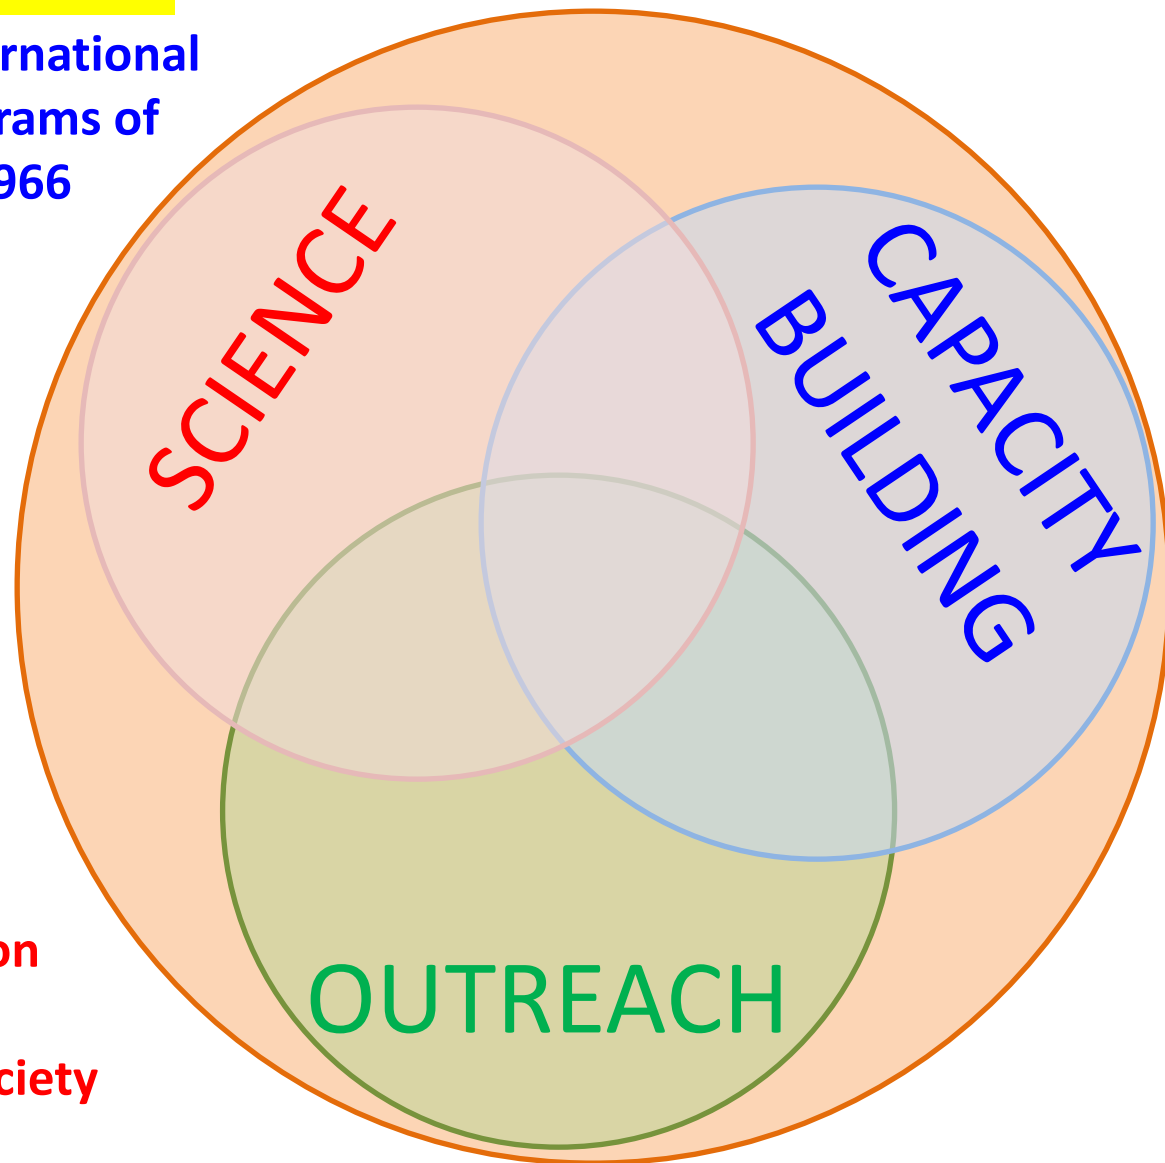 rnational
rams of
966
SCIENCE
CAPACITY
BUILDING
on
OUTREACH
ciety